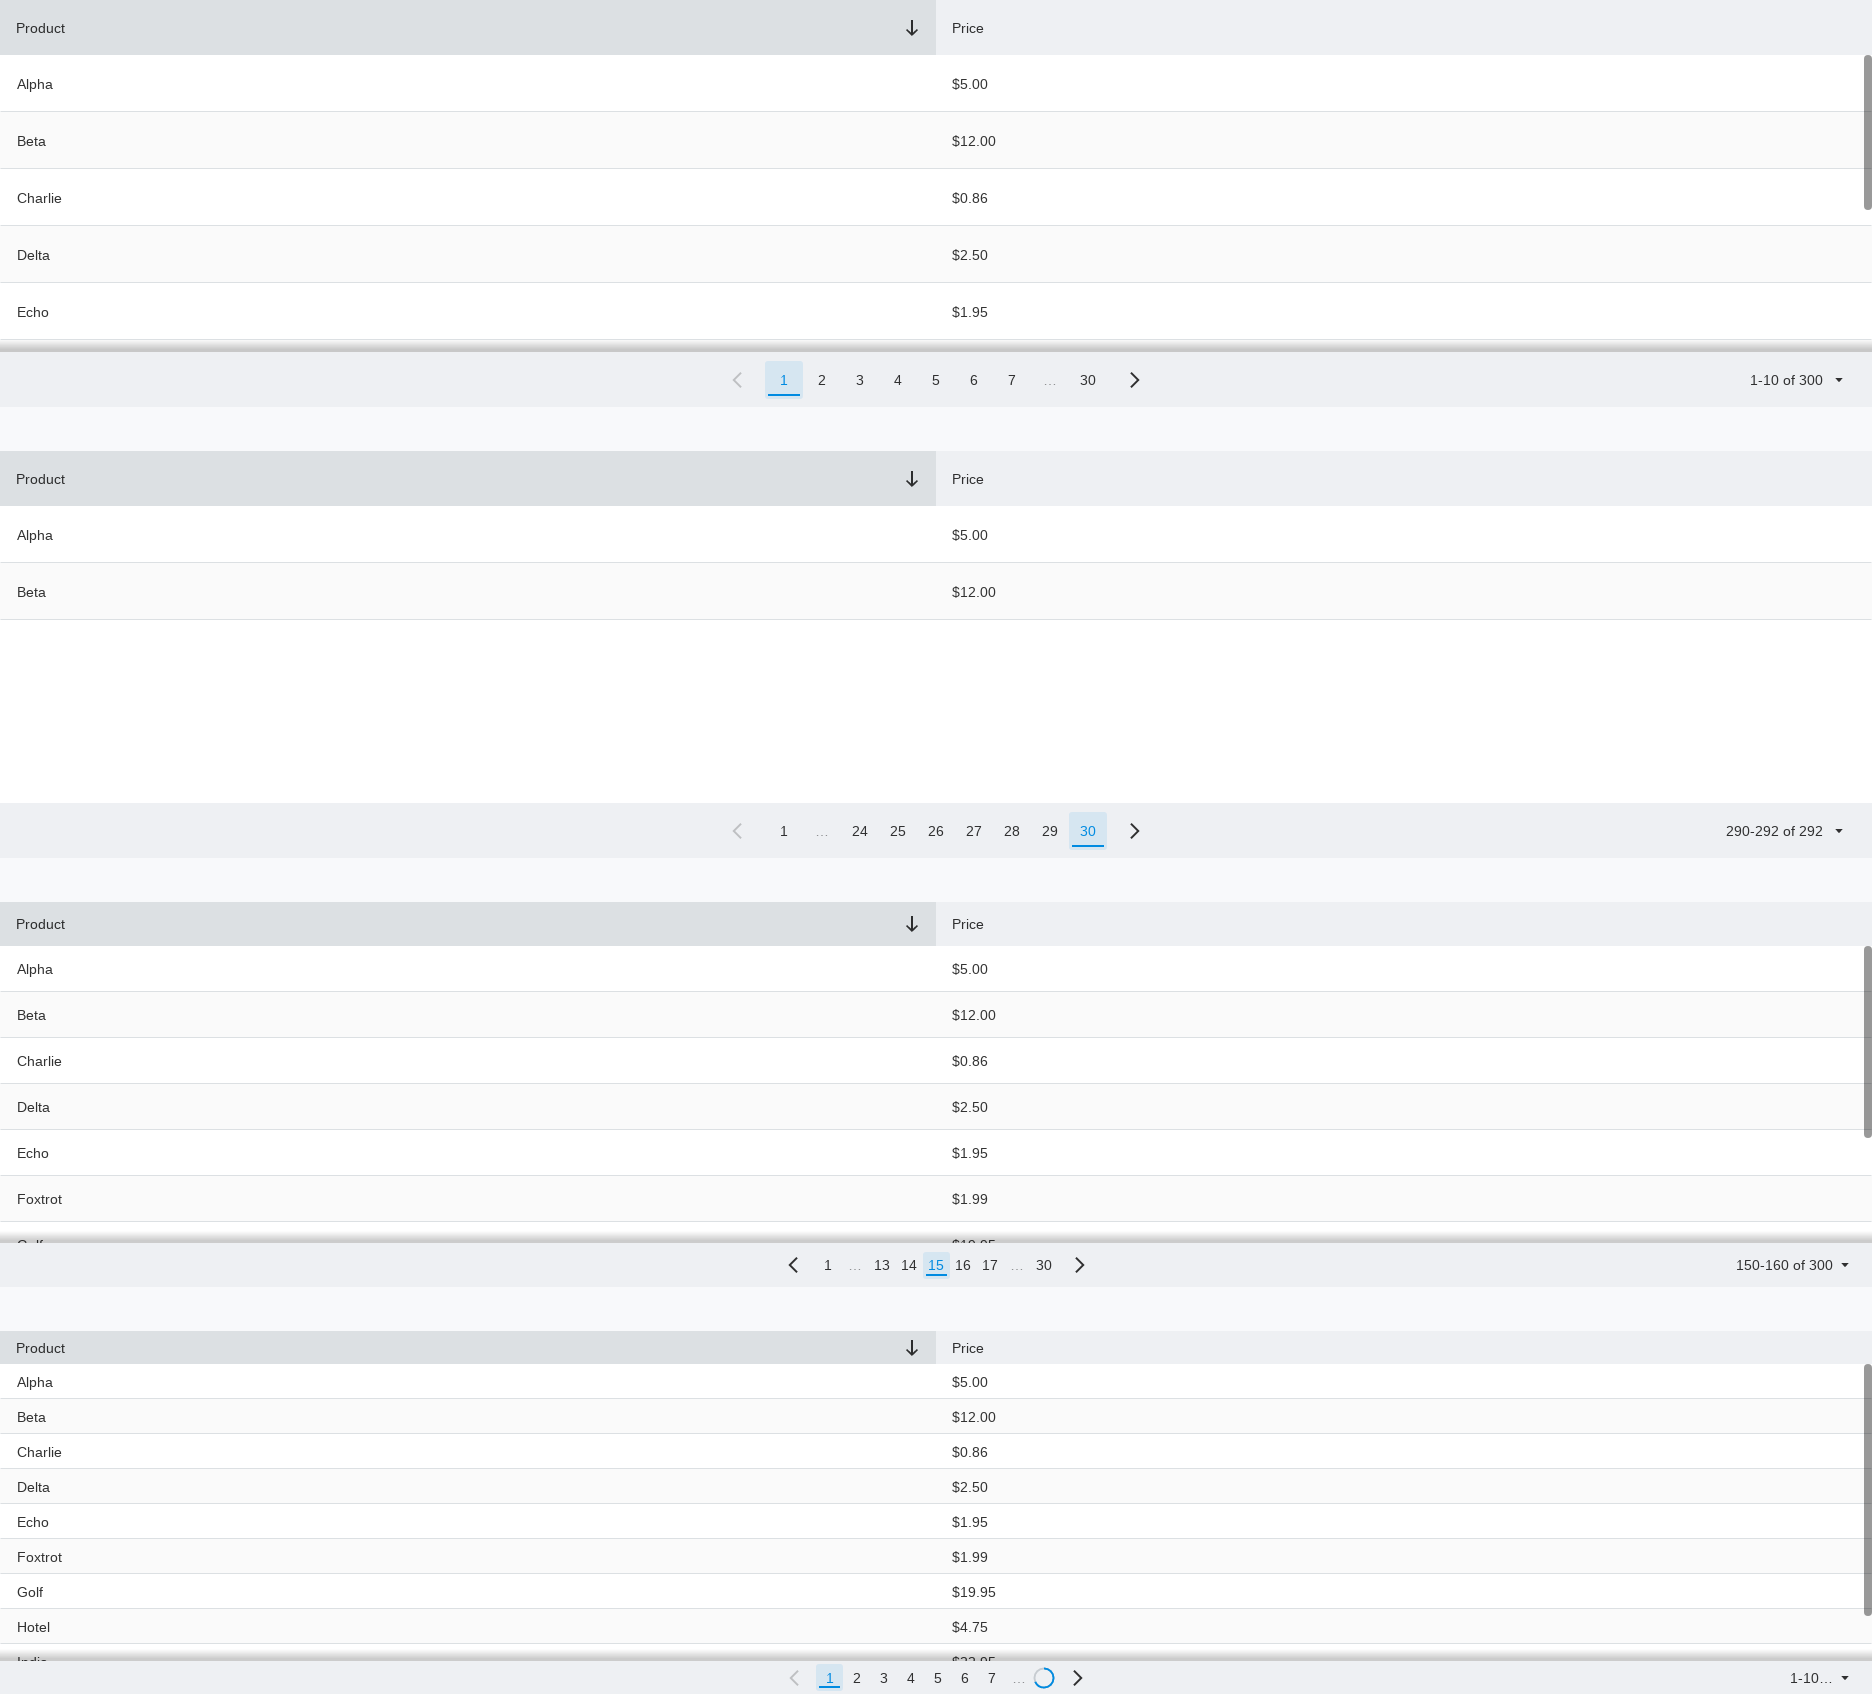 Product Price
Alpha $5.00
Beta $12.00
Charlie $0.86
Delta $2.50
Echo $1.95
1 2 3 4 5 6 7 ... 30 1-10 of 300
Product Price
Alpha $5.00
Beta $12.00
1 ... 24 25 26 27 28 29 30 290-292 of 292
Product Price
Alpha $5.00
Beta $12.00
Charlie $0.86
Delta $2.50
Echo $1.95
Foxtrot $1.99
1 ... 13 14 15 16 17 ... 30 150-160 of 300
Product Price
Alpha $5.00
Beta $12.00
Charlie $0.86
Delta $2.50
Echo $1.95
Foxtrot $1.99
Golf $19.95
Hotel $4.75
1 2 3 4 5 6 7 ... 1-10...